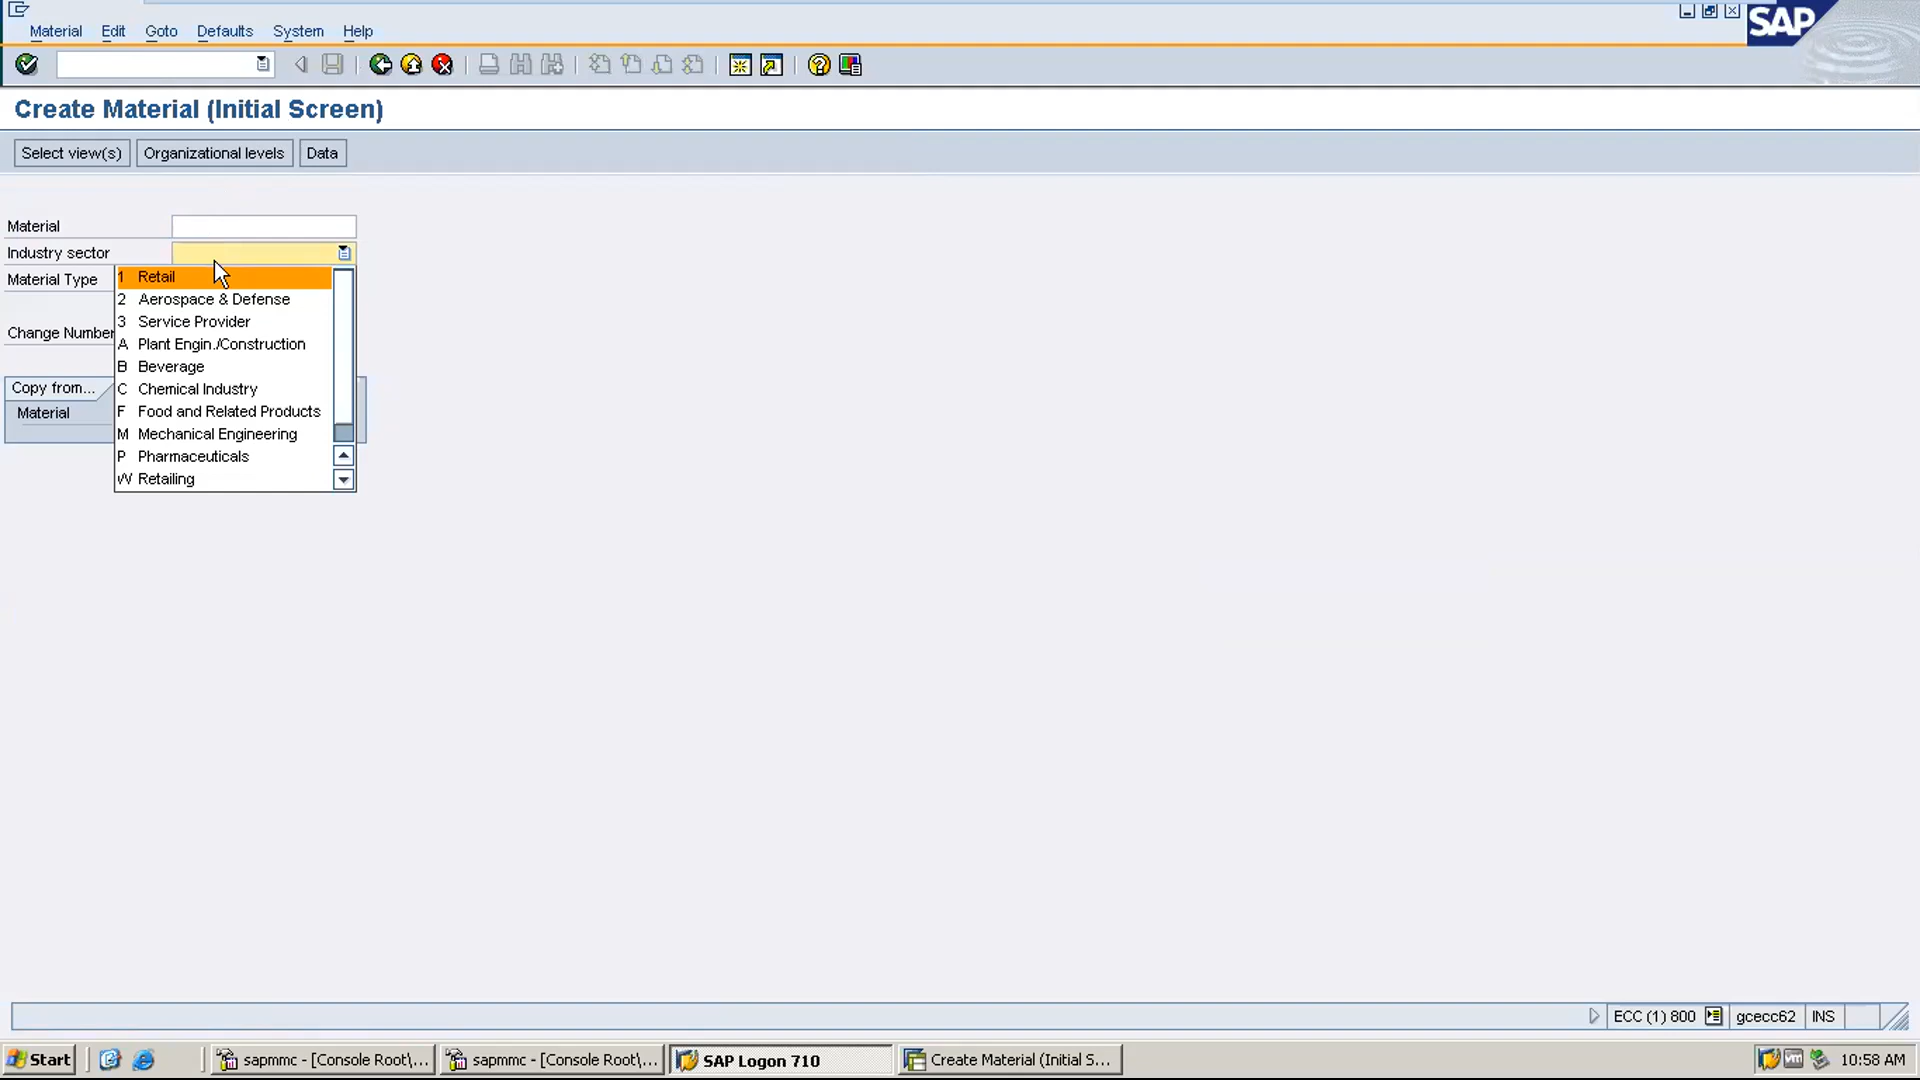 Material Edit Goto Defaults System Help
SAP
Create Material (Initial Screen)
Select view(s) Organizational levels Data
Material
Industry sector
Material Type
Change Number
Copy from...
Material
1 Retail
2 Aerospace & Defense
3 Service Provider
A Plant Engin./Construction
B Beverage
C Chemical Industry
F Food and Related Products
M Mechanical Engineering
P Pharmaceuticals
W Retailing
ECC (1) 800 gcecc62 INS
Start sapmmc - [Console Root\... sapmmc - [Console Root\... SAP Logon 710 Create Material (Initial S... 10:58 AM